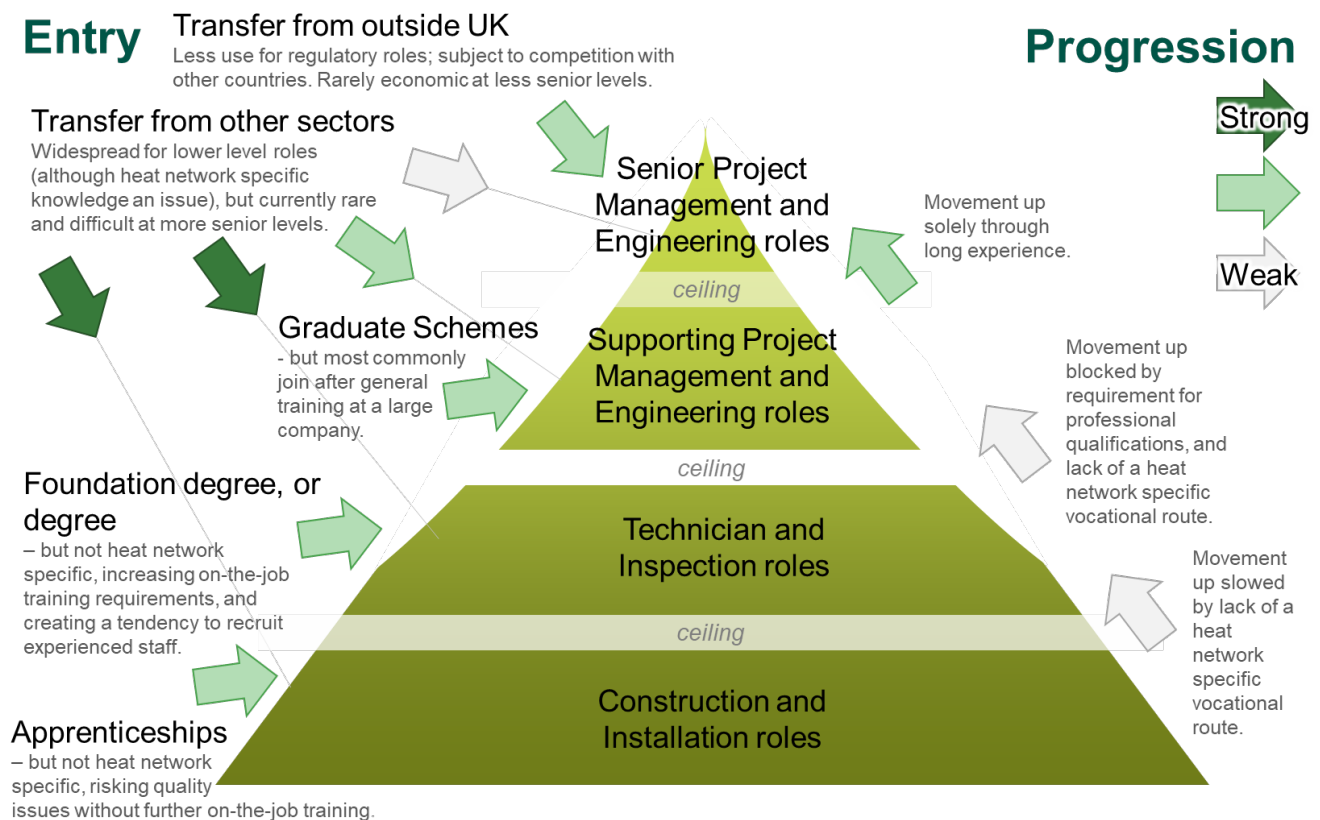 Entry
Transfer from outside UK
Less use for regulatory roles; subject to competition with
other countries. Rarely economic at less senior levels.
Progression
Strong
Weak
Transfer from other sectors
Widespread for lower level roles
(although heat network specific
knowledge an issue), but currently rare
and difficult at more senior levels.
Senior Project
Management and
Engineering roles
Movement up
solely through
long experience.
ceiling
Graduate Schemes
- but most commonly
join after general
training at a large
company.
Supporting Project
Management and
Engineering roles
Movement up
blocked by
requirement for
professional
qualifications, and
lack of a heat
network specific
vocational route.
ceiling
Foundation degree, or
degree
– but not heat network
specific, increasing on-the-job
training requirements, and
creating a tendency to recruit
experienced staff.
Technician and
Inspection roles
Movement
up slowed
by lack of a
heat
network
specific
vocational
route.
ceiling
Construction and
Installation roles
Apprenticeships
– but not heat network
specific, risking quality
issues without further on-the-job training.